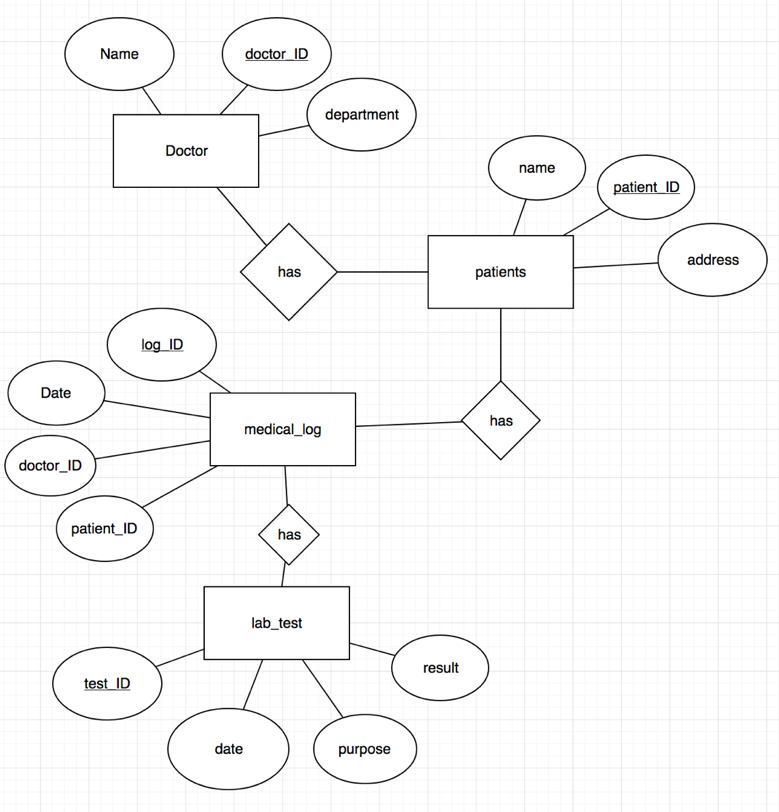 Name
doctor_ID
department
Doctor
name
patient_ID
address
has
patients
log_ID
Date
medical_log
has
doctor_ID
patient_ID
has
lab_test
result
test_ID
date
purpose